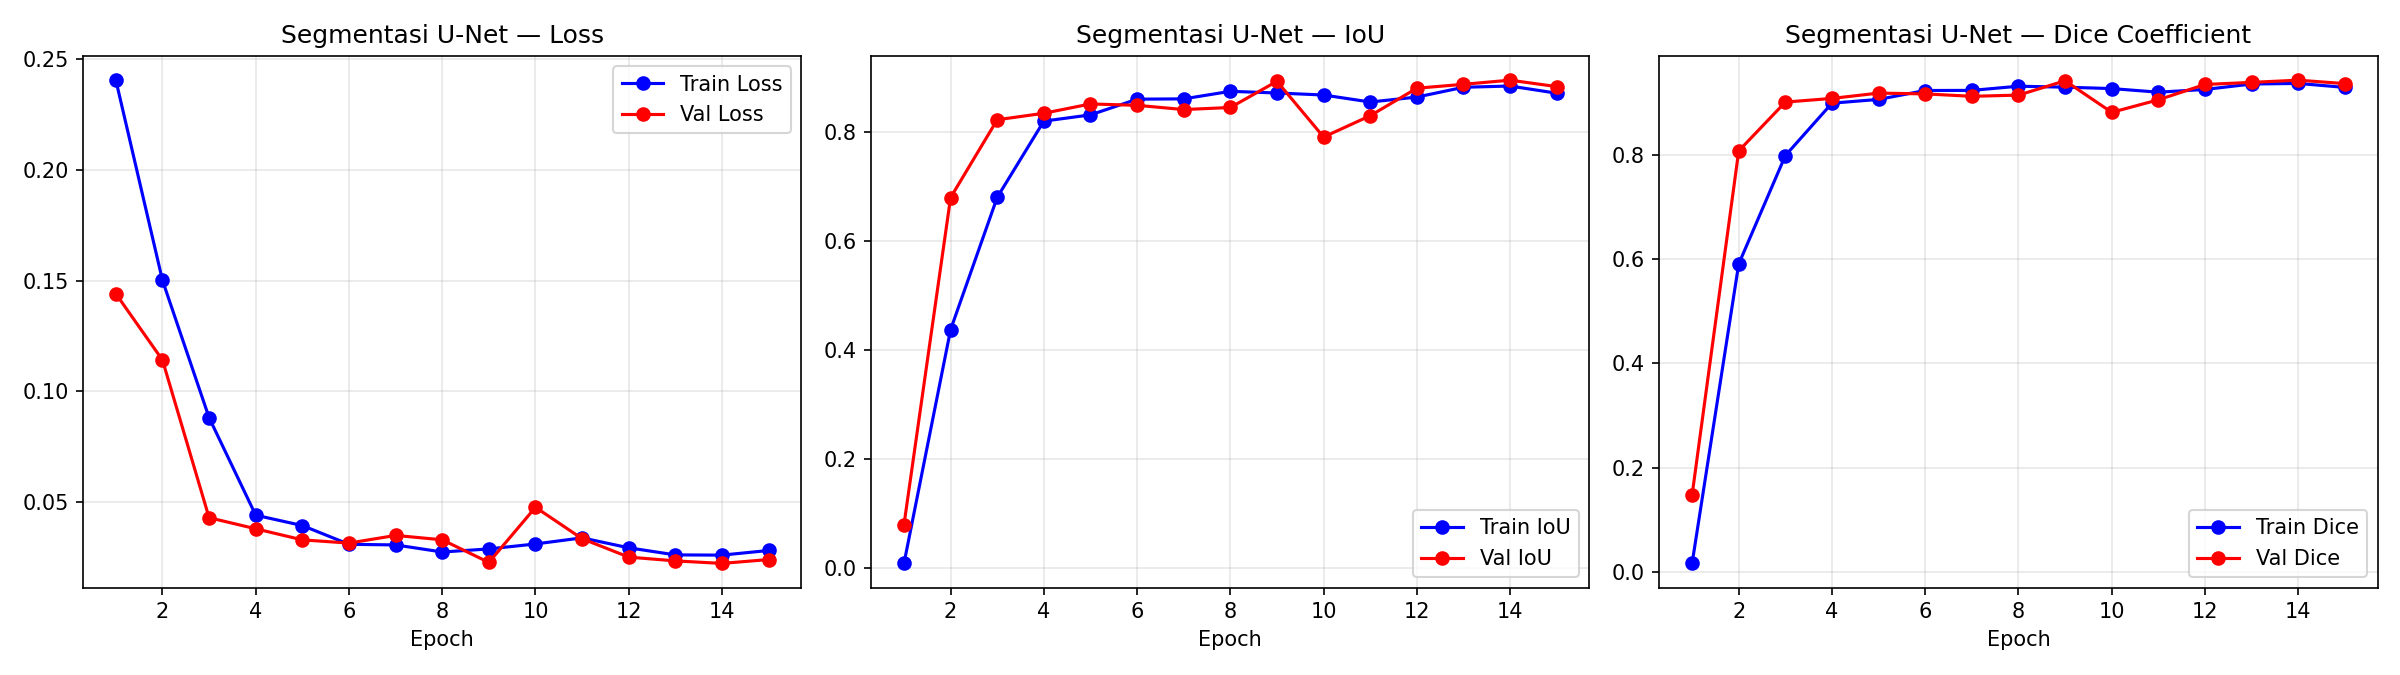 Segmentasi U-Net — Loss
0.25
0.20
0.15
0.10
0.05
Train Loss
Val Loss
2 4 6 8 10 12 14
Epoch
Segmentasi U-Net — IoU
0.8
0.6
0.4
0.2
0.0
Train IoU
Val IoU
2 4 6 8 10 12 14
Epoch
Segmentasi U-Net — Dice Coefficient
0.8
0.6
0.4
0.2
0.0
Train Dice
Val Dice
2 4 6 8 10 12 14
Epoch